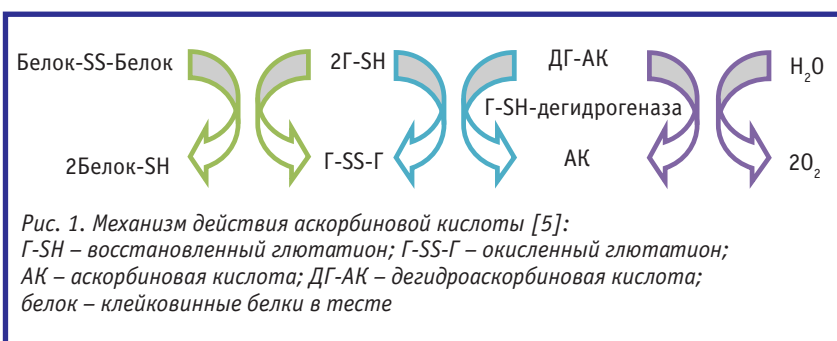 Белок-SS-Белок 2Г-SH ДГ-АК H₂O
Г-SH-дегидрогеназа
2Белок-SH Г-SS-Г АК 2O₂
Рис. 1. Механизм действия аскорбиновой кислоты [5]:
Г-SH – восстановленный глютатион; Г-SS-Г – окисленный глютатион;
АК – аскорбиновая кислота; ДГ-АК – дегидроаскорбиновая кислота;
белок – клейковинные белки в тесте